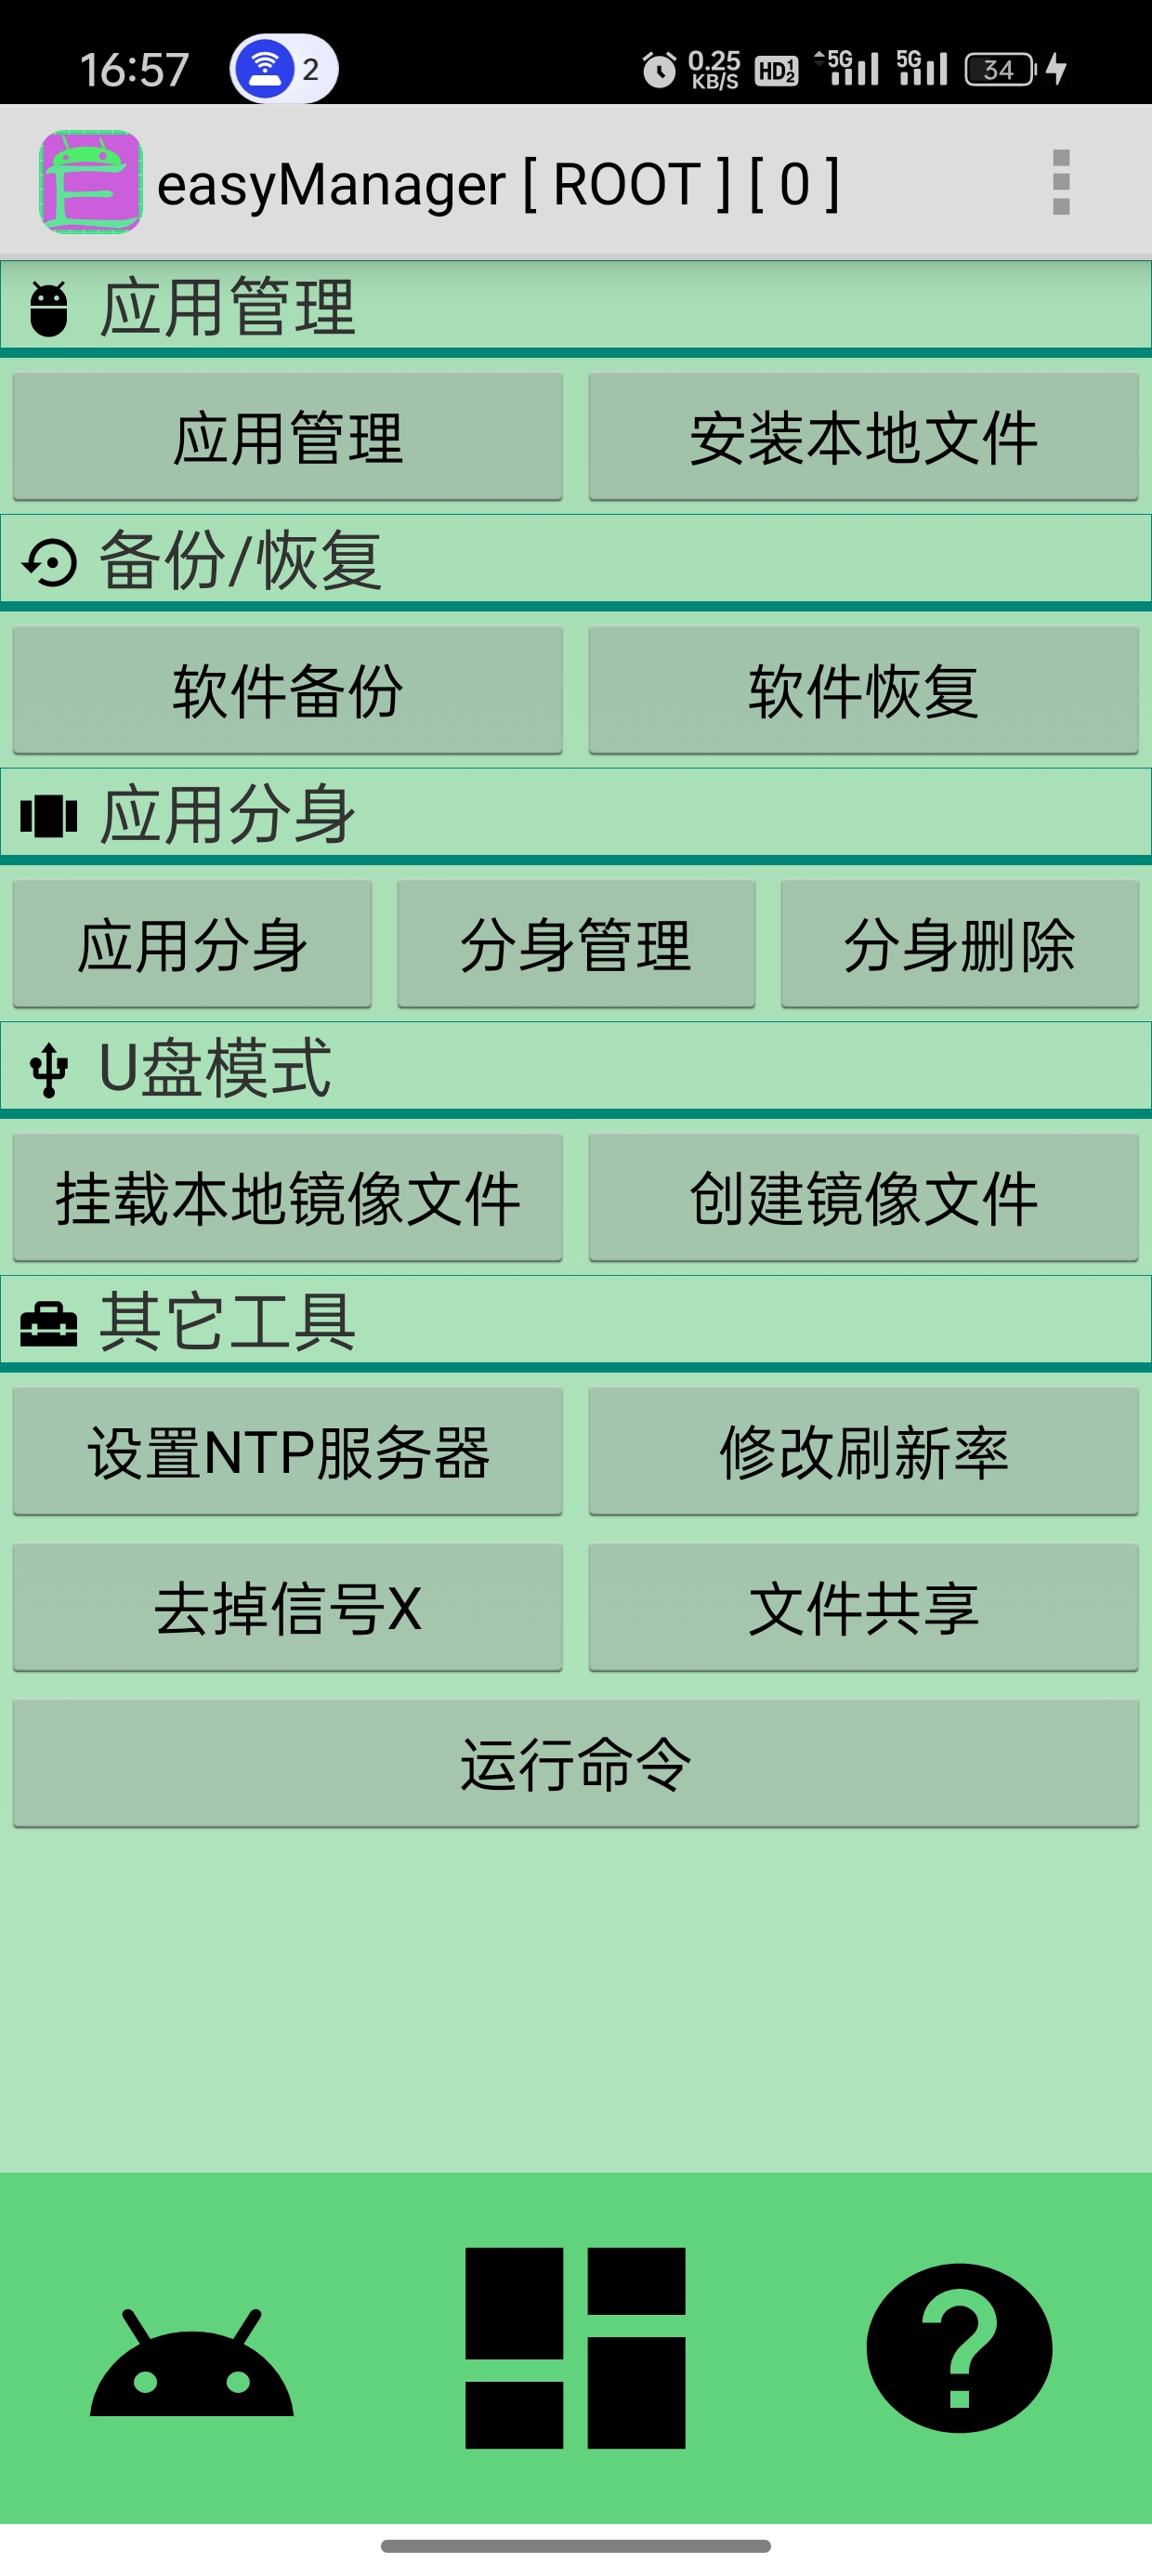 16:57 2 0.25 KB/S HD 1 2 5G 5G 34
easyManager [ ROOT ] [ 0 ]
应用管理
应用管理 安装本地文件
备份/恢复
软件备份 软件恢复
应用分身
应用分身 分身管理 分身删除
U盘模式
挂载本地镜像文件 创建镜像文件
其它工具
设置NTP服务器 修改刷新率
去掉信号X 文件共享
运行命令